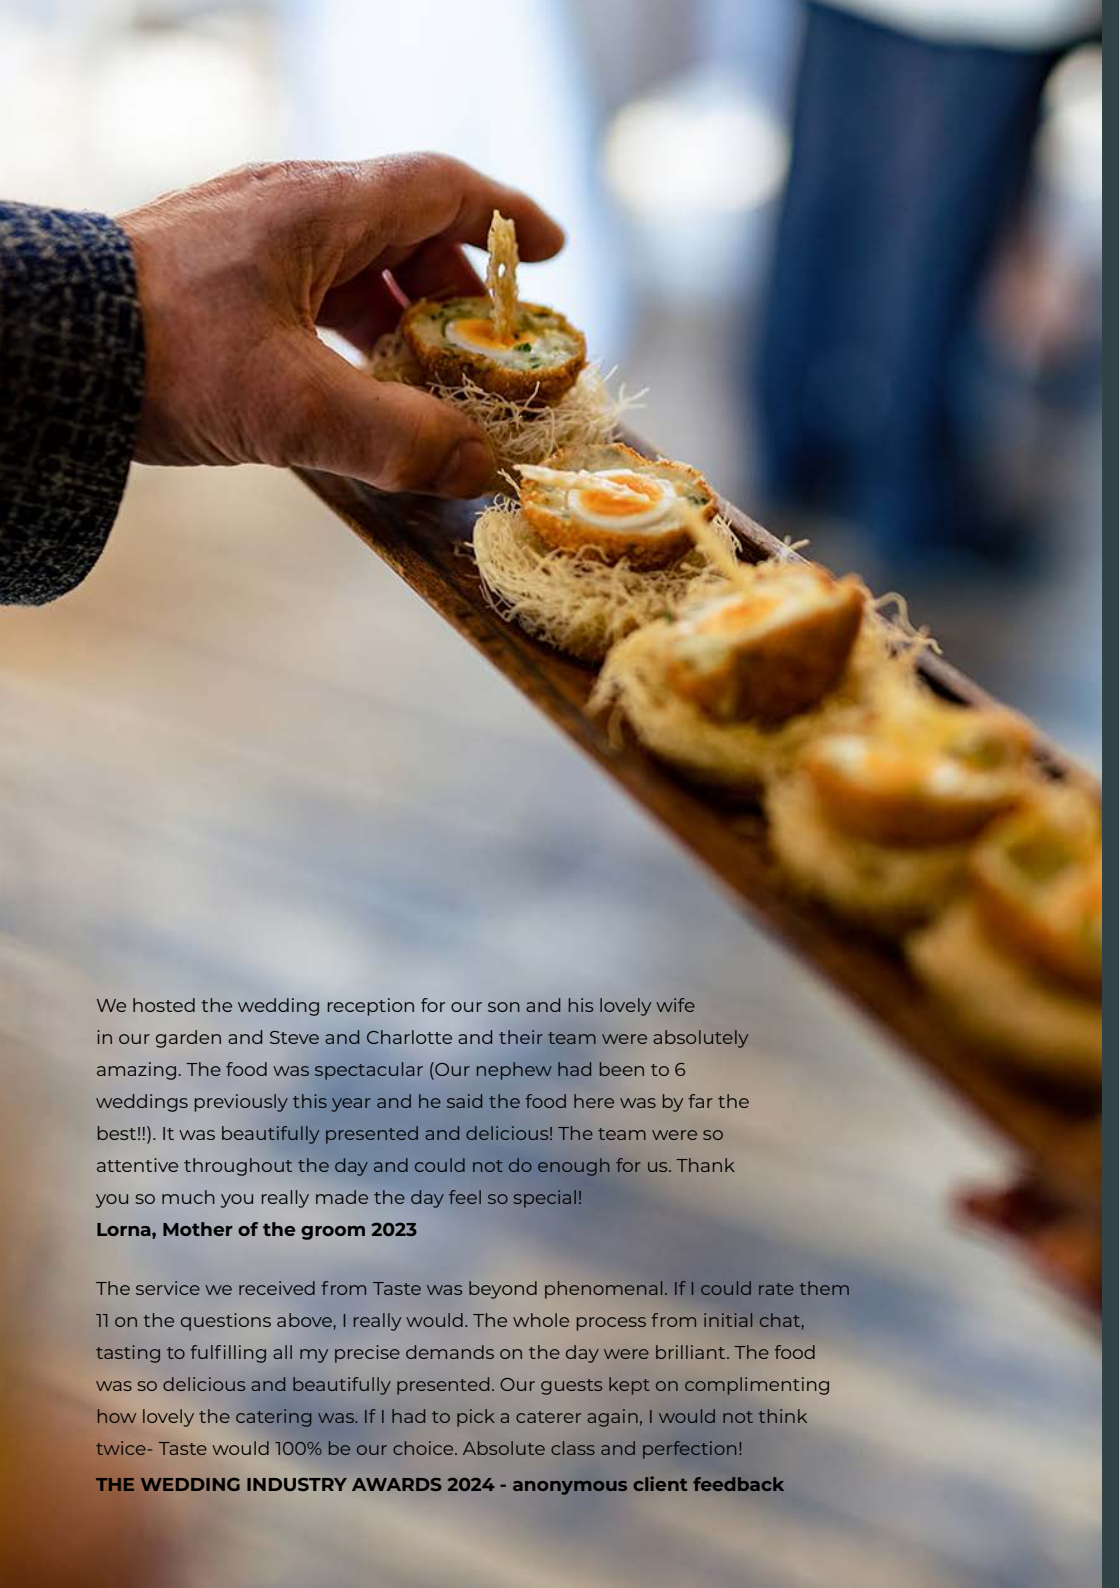 We hosted the wedding reception for our son and his lovely wife
in our garden and Steve and Charlotte and their team were absolutely
amazing. The food was spectacular (Our nephew had been to 6
weddings previously this year and he said the food here was by far the
best!!). It was beautifully presented and delicious! The team were so
attentive throughout the day and could not do enough for us. Thank
you so much you really made the day feel so special!
Lorna, Mother of the groom 2023
The service we received from Taste was beyond phenomenal. If I could rate them
11 on the questions above, I really would. The whole process from initial chat,
tasting to fulfilling all my precise demands on the day were brilliant. The food
was so delicious and beautifully presented. Our guests kept on complimenting
how lovely the catering was. If I had to pick a caterer again, I would not think
twice- Taste would 100% be our choice. Absolute class and perfection!
THE WEDDING INDUSTRY AWARDS 2024 - anonymous client feedback